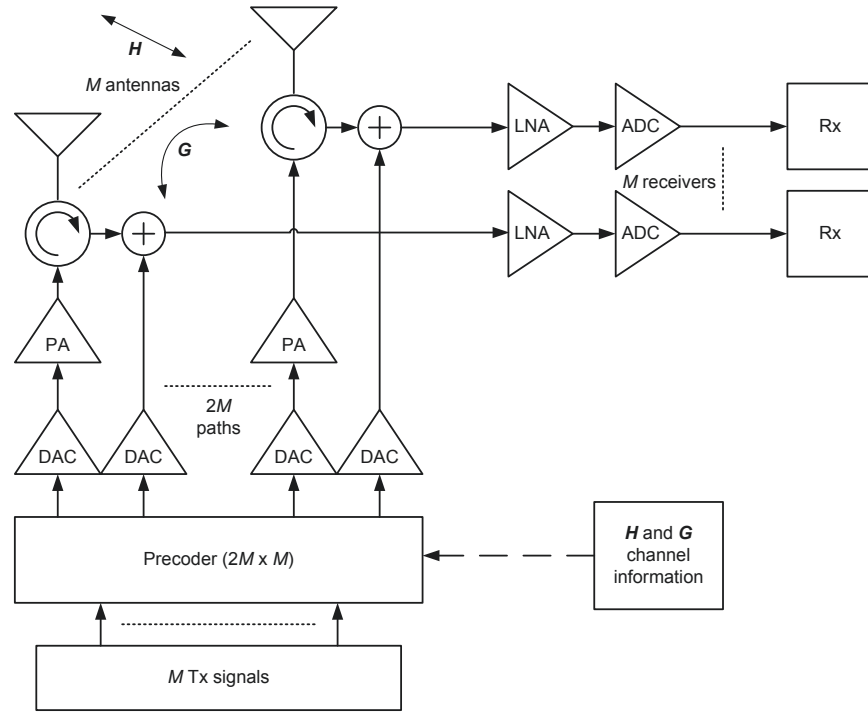 H
M antennas
G
LNA
ADC
Rx
M receivers
LNA
ADC
Rx
PA
PA
2M
paths
DAC
DAC
DAC
DAC
Precoder (2M x M)
H and G
channel
information
M Tx signals